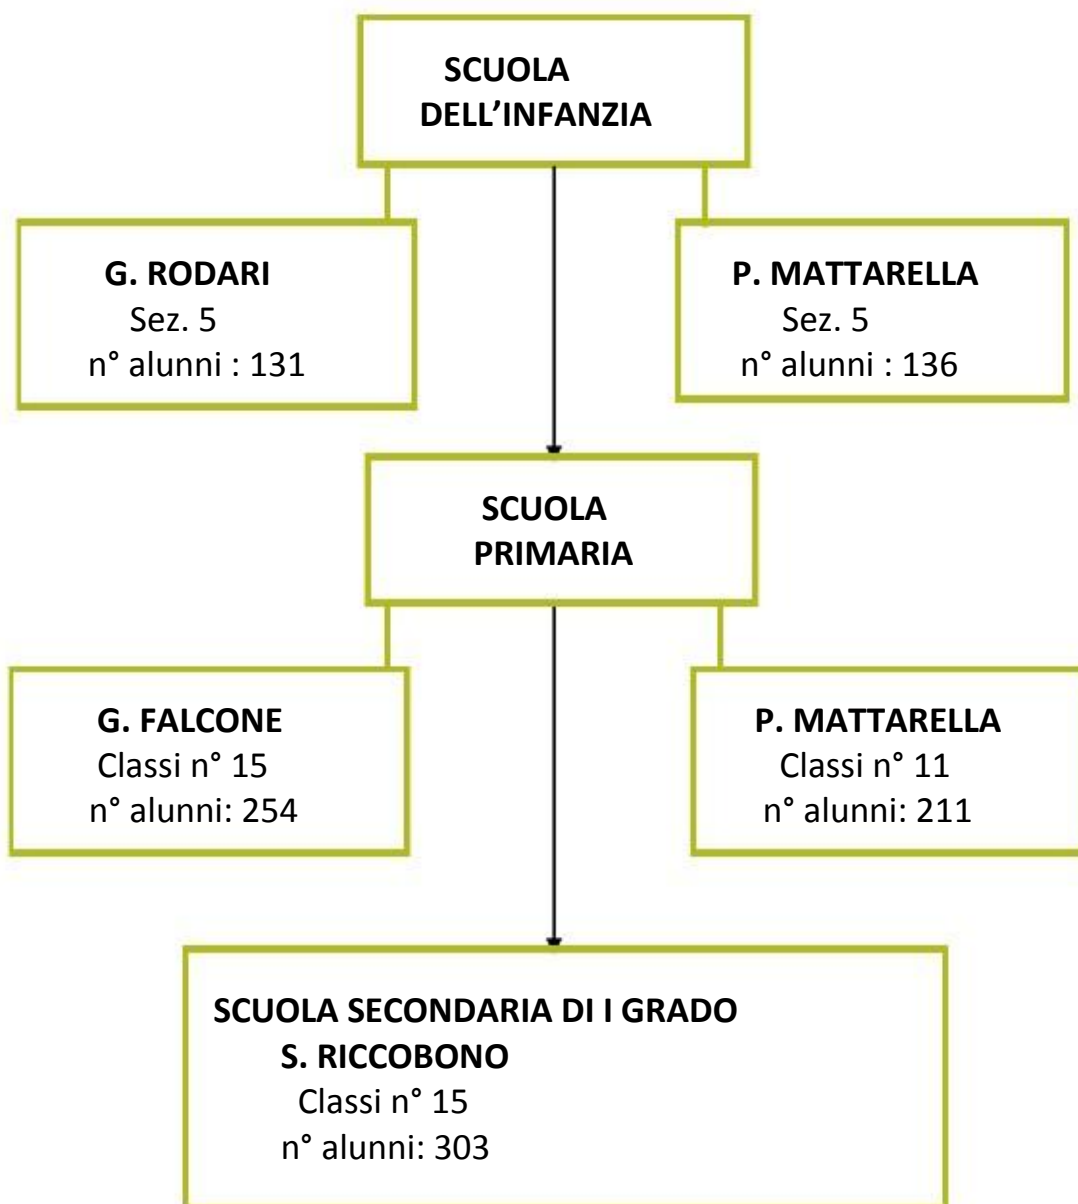 SCUOLA
DELL’INFANZIA
G. RODARI
Sez. 5
n° alunni : 131
P. MATTARELLA
Sez. 5
n° alunni : 136
SCUOLA
PRIMARIA
G. FALCONE
Classi n° 15
n° alunni: 254
P. MATTARELLA
Classi n° 11
n° alunni: 211
SCUOLA SECONDARIA DI I GRADO
S. RICCOBONO
Classi n° 15
n° alunni: 303